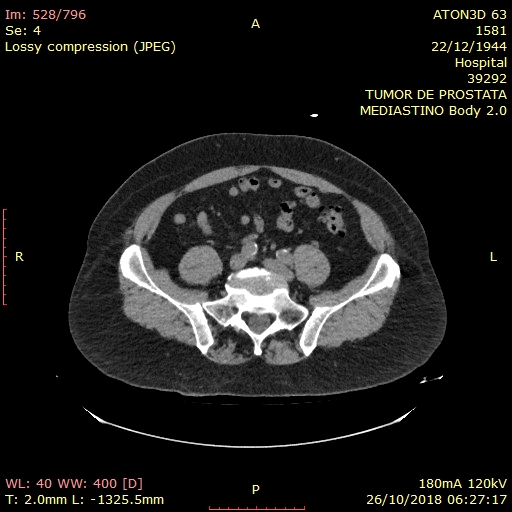 Im: 528/796
Se: 4
Lossy compression (JPEG)
A
ATON3D 63
1581
22/12/1944
Hospital
39292
TUMOR DE PROSTATA
MEDIASTINO Body 2.0
R
L
WL: 40 WW: 400 [D]
T: 2.0mm L: -1325.5mm
P
180mA 120kV
26/10/2018 06:27:17